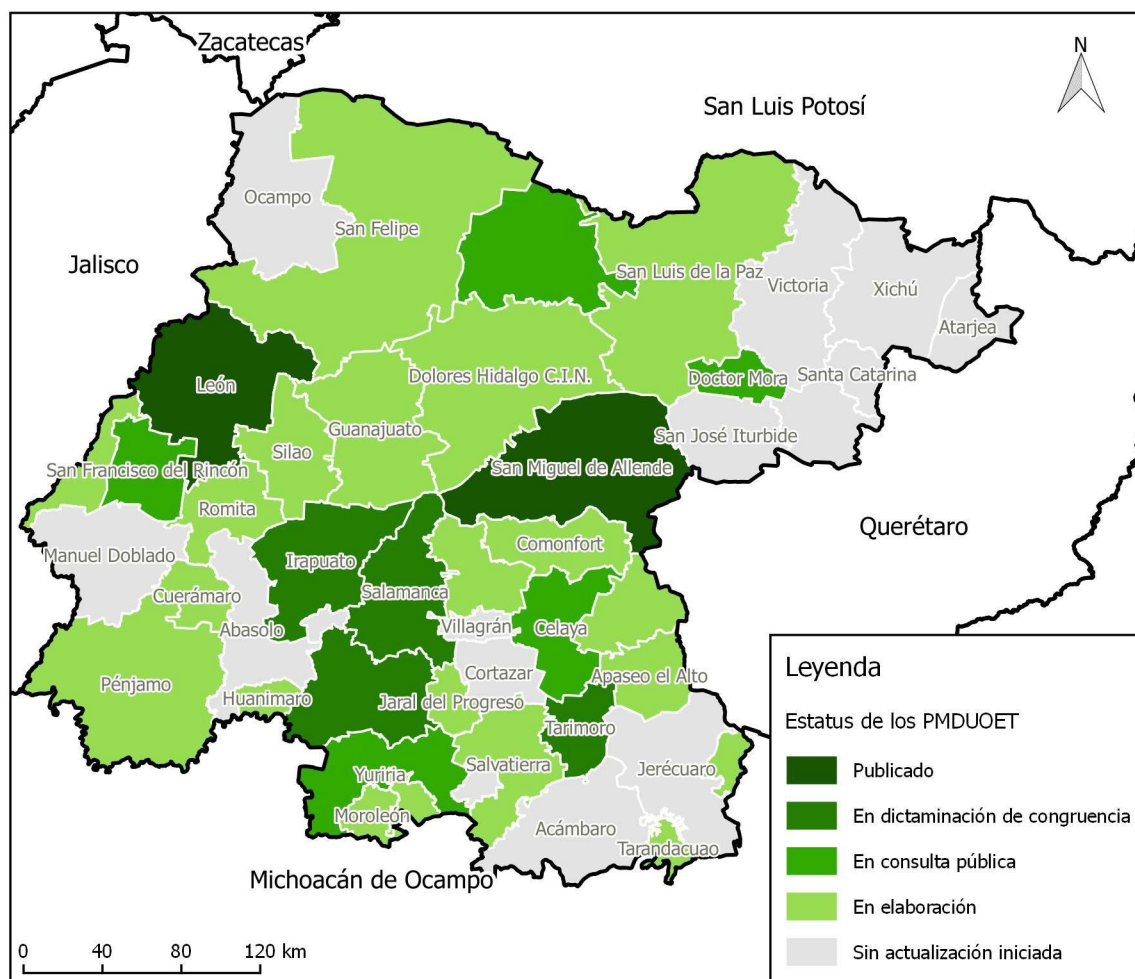 Zacatecas
N
San Luis Potosí
Ocampo
San Felipe
Jalisco
San Luis de la Paz
Victoria
Xichú
Atarjea
León
Dolores Hidalgo C.I.N.
Doctor Mora
Santa Catarina
Guanajuato
San José Iturbide
Silao
San Francisco del Rincón
San Miguel de Allende
Romita
Querétaro
Manuel Doblado
Irapuato
Comonfort
Cuerámaro
Salamanca
Abasolo
Villagrán
Celaya
Pénjamo
Cortazar
Apaseo el Alto
Huanimaro
Jaral del Progreso
Tarimoro
Yuriria
Salvatierra
Jerécuaro
Moroleón
Acámbaro
Tarandacuao
Michoacán de Ocampo
Leyenda
Estatus de los PMDUOET
Publicado
En dictaminación de congruencia
En consulta pública
En elaboración
Sin actualización iniciada
0 40 80 120 km